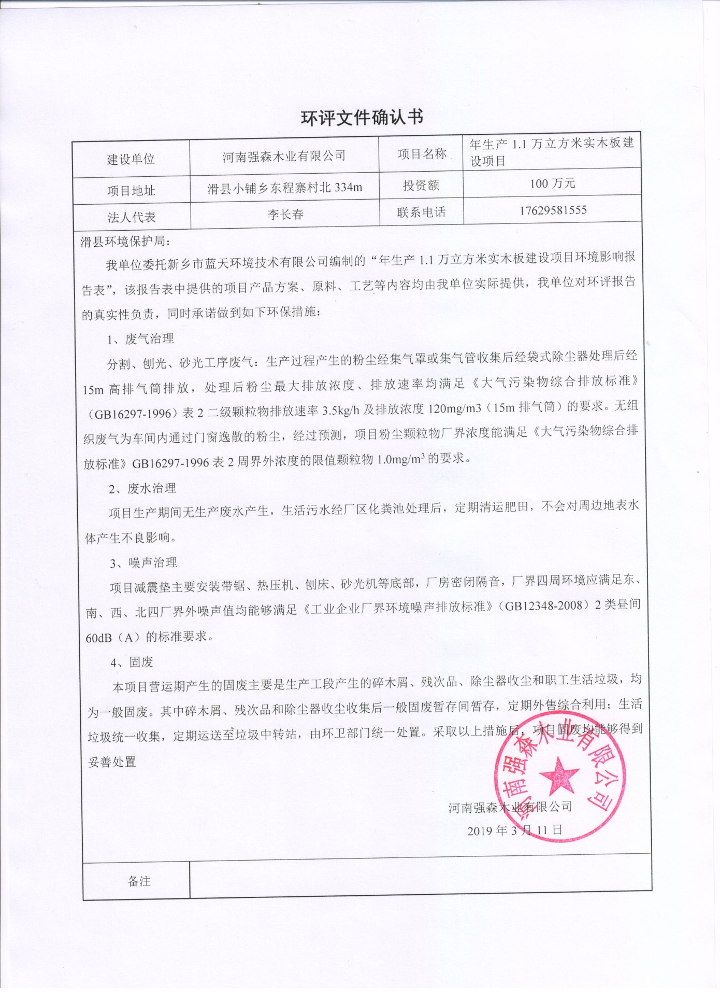 环评文件确认书
建设单位 河南强森木业有限公司 项目名称 年生产 1.1 万立方米实木板建
设项目
项目地址 滑县小铺乡东程寨村北 334m 投资额 100 万元
法人代表 李长春 联系电话 17629581555
滑县环境保护局：
我单位委托新乡市蓝天环境技术有限公司编制的“年生产 1.1 万立方米实木板建设项目环境影响报
告表”，该报告表中提供的项目产品方案、原料、工艺等内容均由我单位实际提供，我单位对环评报告
的真实性负责，同时承诺做到如下环保措施：
1、废气治理
分割、刨光、砂光工序废气：生产过程产生的粉尘经集气罩或集气管收集后经袋式除尘器处理后经
15m 高排气筒排放，处理后粉尘最大排放浓度、排放速率均满足《大气污染物综合排放标准》
（GB16297-1996）表 2 二级颗粒物排放速率 3.5kg/h 及排放浓度 120mg/m3（15m 排气筒）的要求。无组
织废气为车间内通过门窗逸散的粉尘，经过预测，项目粉尘颗粒物厂界浓度能满足《大气污染物综合排
放标准》GB16297-1996 表 2 周界外浓度的限值颗粒物 1.0mg/m³ 的要求。
2、废水治理
项目生产期间无生产废水产生，生活污水经厂区化粪池处理后，定期清运肥田，不会对周边地表水
体产生不良影响。
3、噪声治理
项目减震垫主要安装带锯、热压机、刨床、砂光机等底部，厂房密闭隔音，厂界四周环境应满足东、
南、西、北四厂界外噪声值均能够满足《工业企业厂界环境噪声排放标准》（GB12348-2008）2 类昼间
60dB（A）的标准要求。
4、固废
本项目营运期产生的固废主要是生产工段产生的碎木屑、残次品、除尘器收尘和职工生活垃圾，均
为一般固废。其中碎木屑、残次品和除尘器收尘收集后一般固废暂存间暂存，定期外售综合利用；生活
垃圾统一收集，定期运送至垃圾中转站，由环卫部门统一处置。采取以上措施后，项目固废均能够得到
妥善处置
河南强森木业有限公司
河南强森木业有限公司
2019 年 3 月 11 日
备注